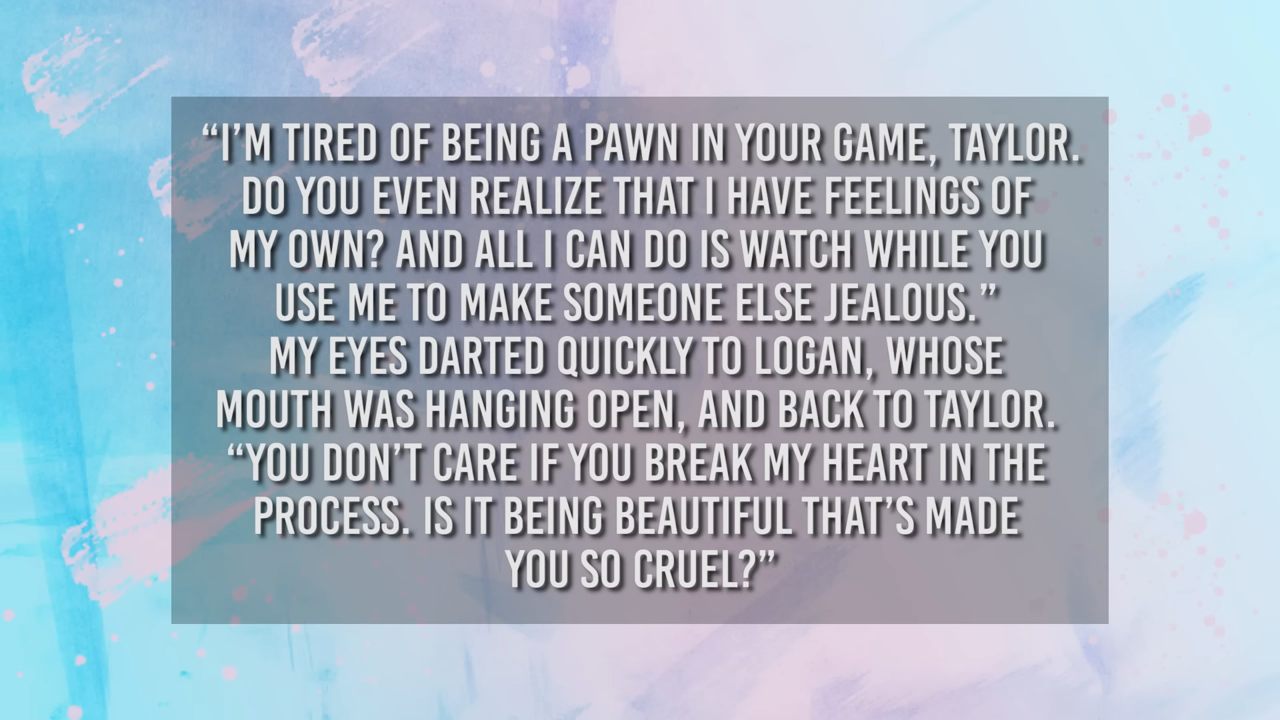 “I’M TIRED OF BEING A PAWN IN YOUR GAME, TAYLOR.
DO YOU EVEN REALIZE THAT I HAVE FEELINGS OF
MY OWN? AND ALL I CAN DO IS WATCH WHILE YOU
USE ME TO MAKE SOMEONE ELSE JEALOUS.”
MY EYES DARTED QUICKLY TO LOGAN, WHOSE
MOUTH WAS HANGING OPEN, AND BACK TO TAYLOR.
“YOU DON’T CARE IF YOU BREAK MY HEART IN THE
PROCESS. IS IT BEING BEAUTIFUL THAT’S MADE
YOU SO CRUEL?”